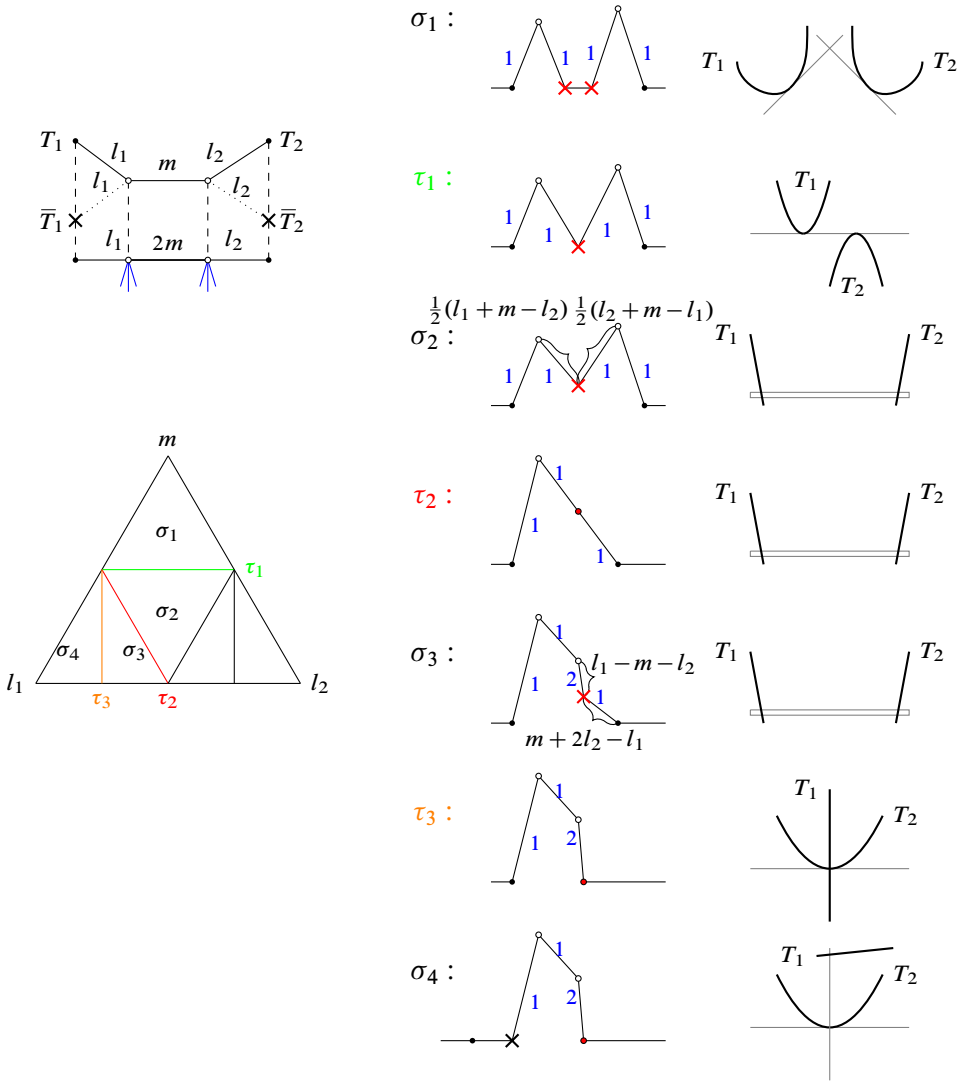 T₁ l₁ m l₂ T₂
T̅₁ l₁ l₂ T̅₂
l₁ 2m l₂
m
σ₁
τ₁
σ₂
σ₄ σ₃
l₁ τ₃ τ₂ l₂
σ₁ :
1 1 1 1
T₁ T₂
τ₁ :
1 1 1 1
T₁
T₂
½(l₁ + m − l₂) ½(l₂ + m − l₁)
σ₂ :
1 1 1 1
T₁ T₂
τ₂ :
1
1
1
T₁ T₂
σ₃ :
1
l₁ − m − l₂
1 2 1
m + 2l₂ − l₁
T₁ T₂
τ₃ :
1
1 2
T₁
T₂
σ₄ :
1
1 2
T₁
T₂